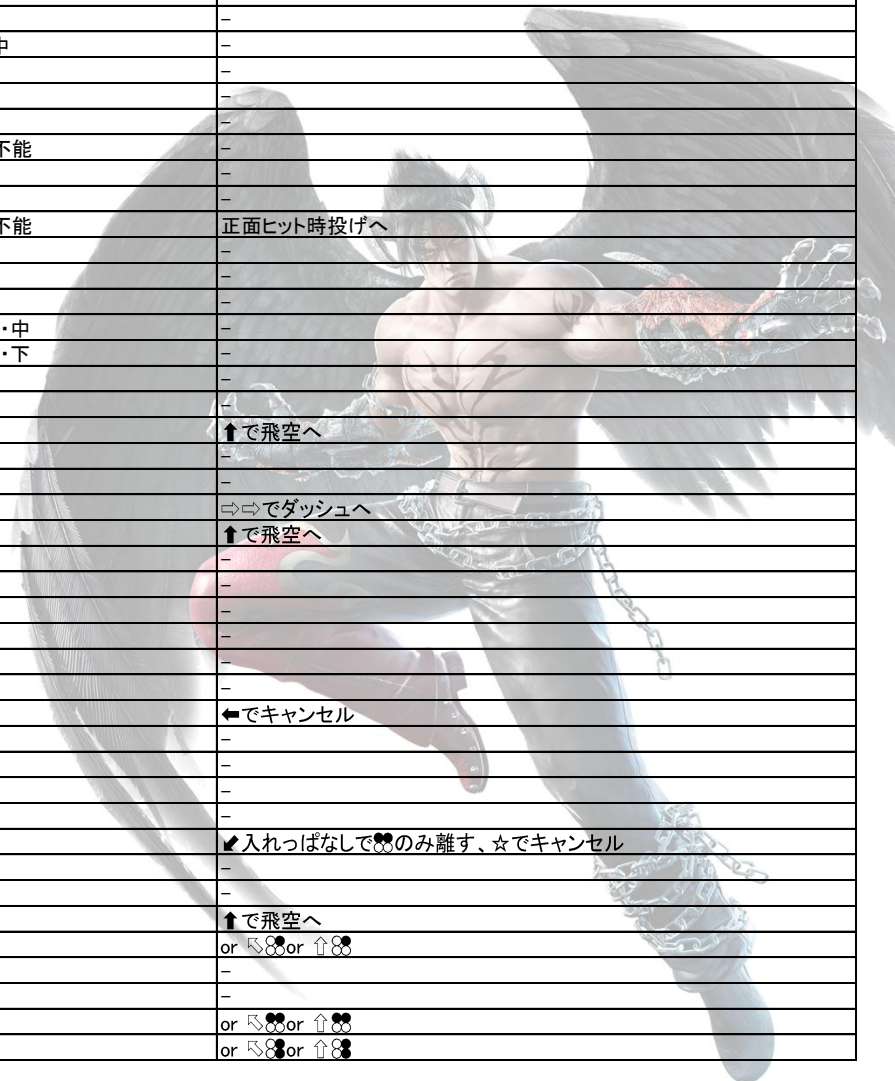 –
中 –
–
–
–
不能 –
–
–
不能 正面ヒット時投げへ
–
–
–
・中 –
・下 –
–
–
⬆で飛空へ
–
–
⇨⇨でダッシュへ
⬆で飛空へ
–
–
–
–
–
–
⬅でキャンセル
–
–
–
–
⬋入れっぱなしでのみ離す、☆でキャンセル
–
–
⬆で飛空へ
or ⇖or ⇧
–
–
or ⇖or ⇧
or ⇖or ⇧